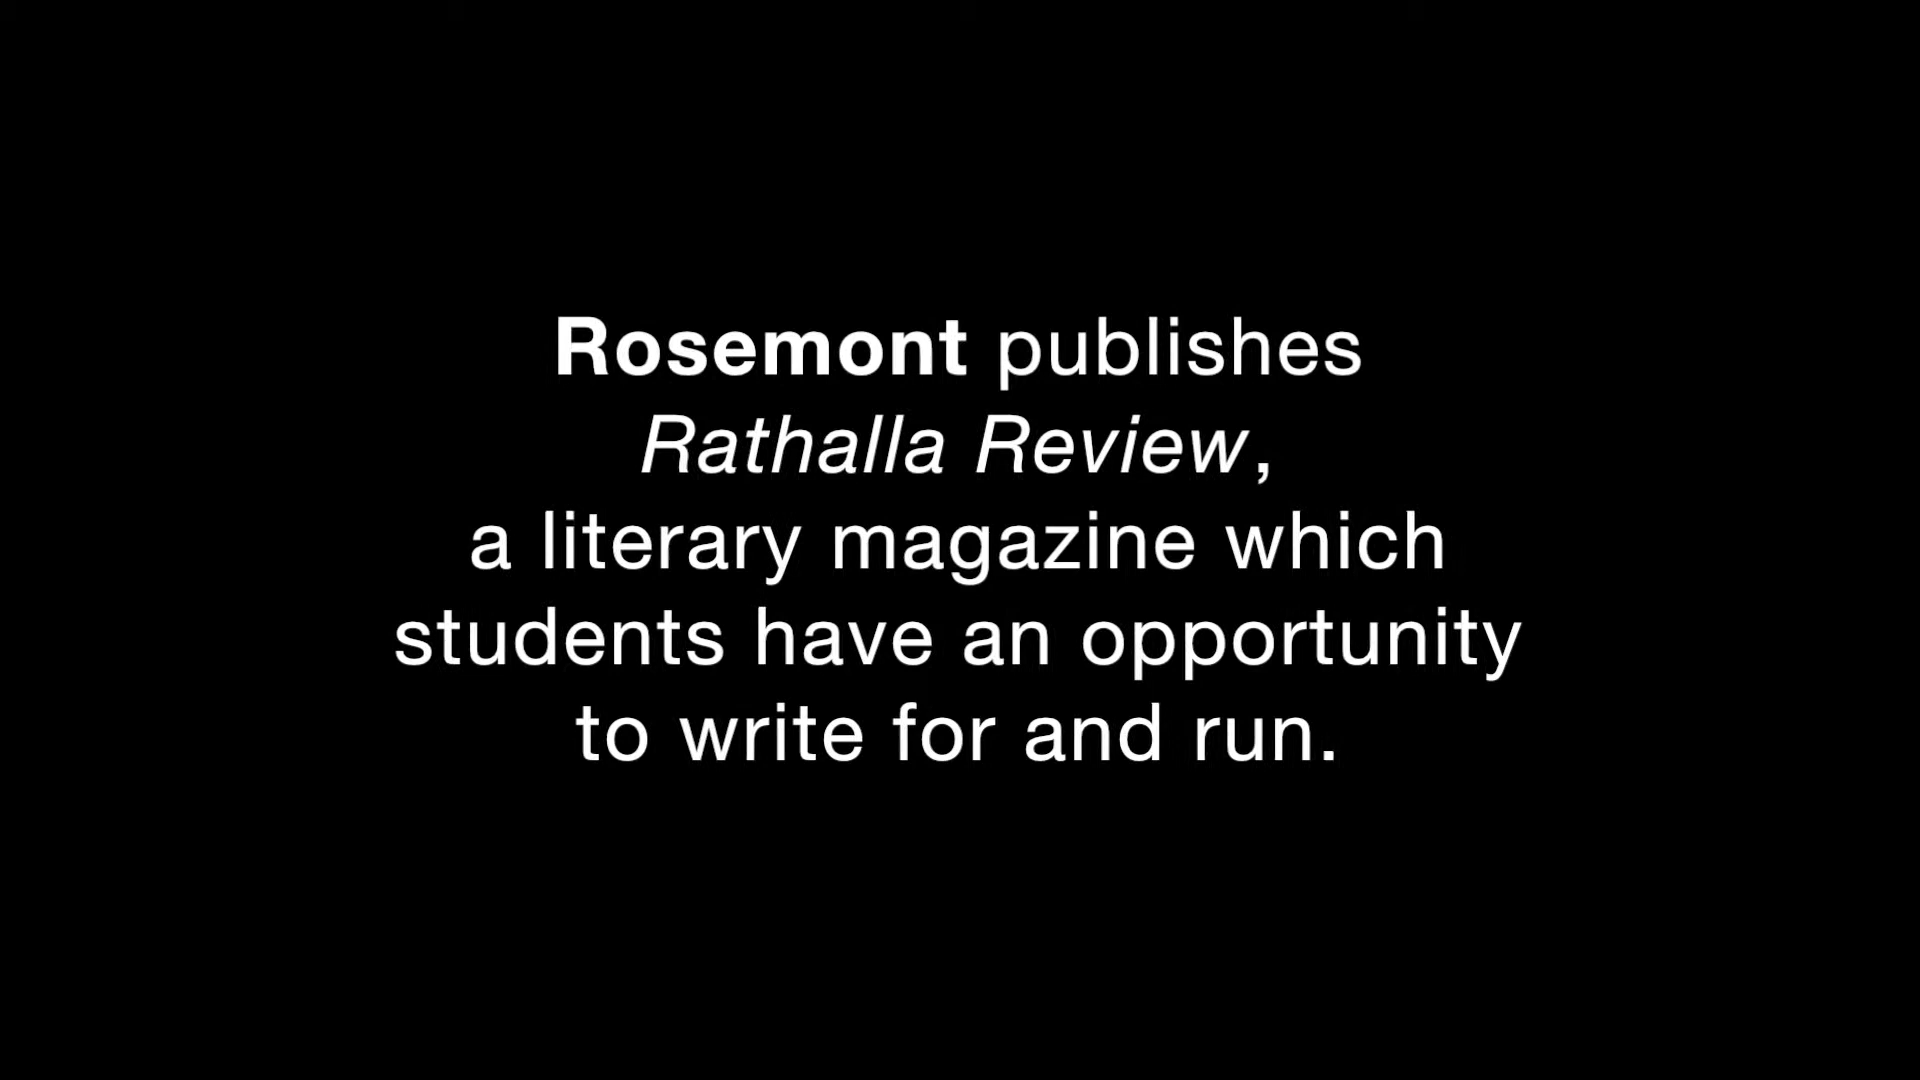 Rosemont publishes
Rathalla Review,
a literary magazine which
students have an opportunity
to write for and run.